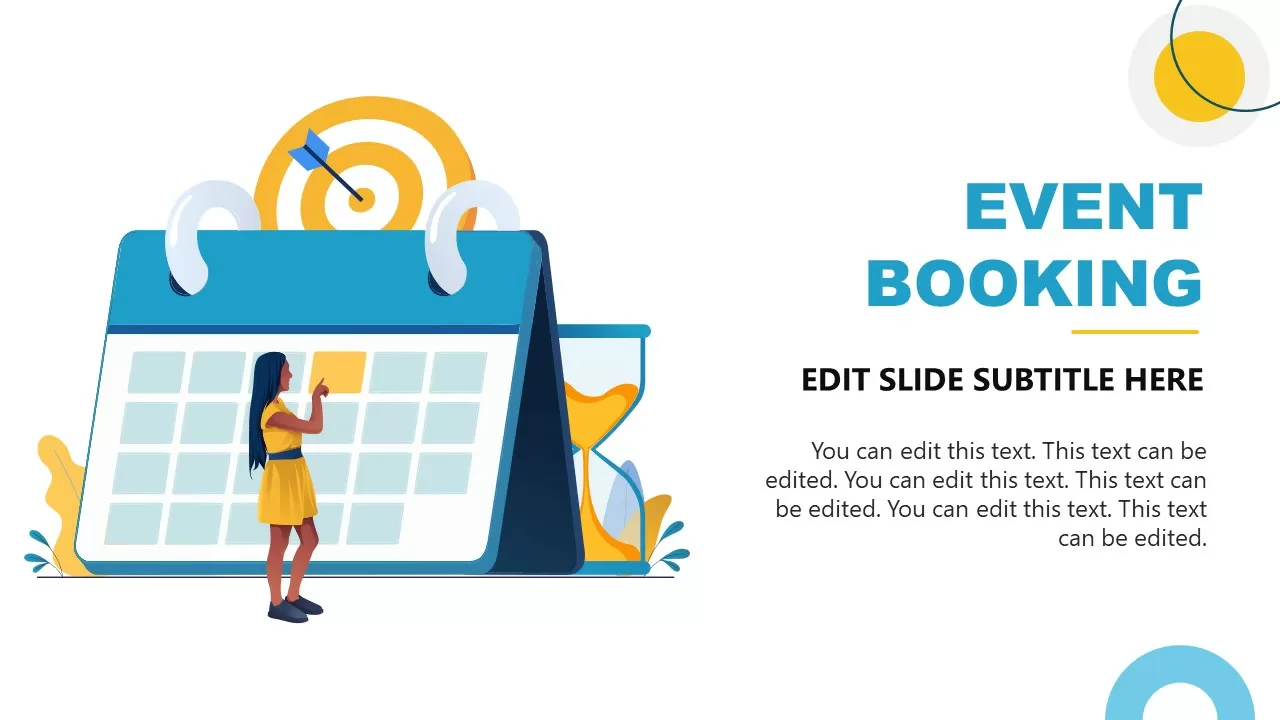 EVENT
BOOKING
EDIT SLIDE SUBTITLE HERE
You can edit this text. This text can be
edited. You can edit this text. This text can
be edited. You can edit this text. This text
can be edited.